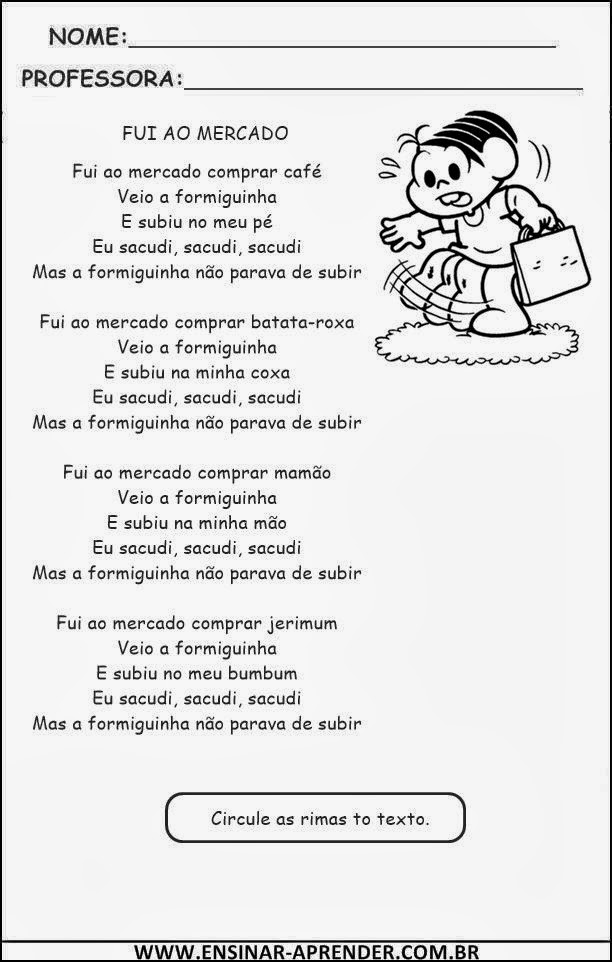 NOME:
PROFESSORA:
FUI AO MERCADO
Fui ao mercado comprar café
Veio a formiguinha
E subiu no meu pé
Eu sacudi, sacudi, sacudi
Mas a formiguinha não parava de subir
Fui ao mercado comprar batata-roxa
Veio a formiguinha
E subiu na minha coxa
Eu sacudi, sacudi, sacudi
Mas a formiguinha não parava de subir
Fui ao mercado comprar mamão
Veio a formiguinha
E subiu na minha mão
Eu sacudi, sacudi, sacudi
Mas a formiguinha não parava de subir
Fui ao mercado comprar jerimum
Veio a formiguinha
E subiu no meu bumbum
Eu sacudi, sacudi, sacudi
Mas a formiguinha não parava de subir
Circule as rimas to texto.
WWW.ENSINAR-APRENDER.COM.BR